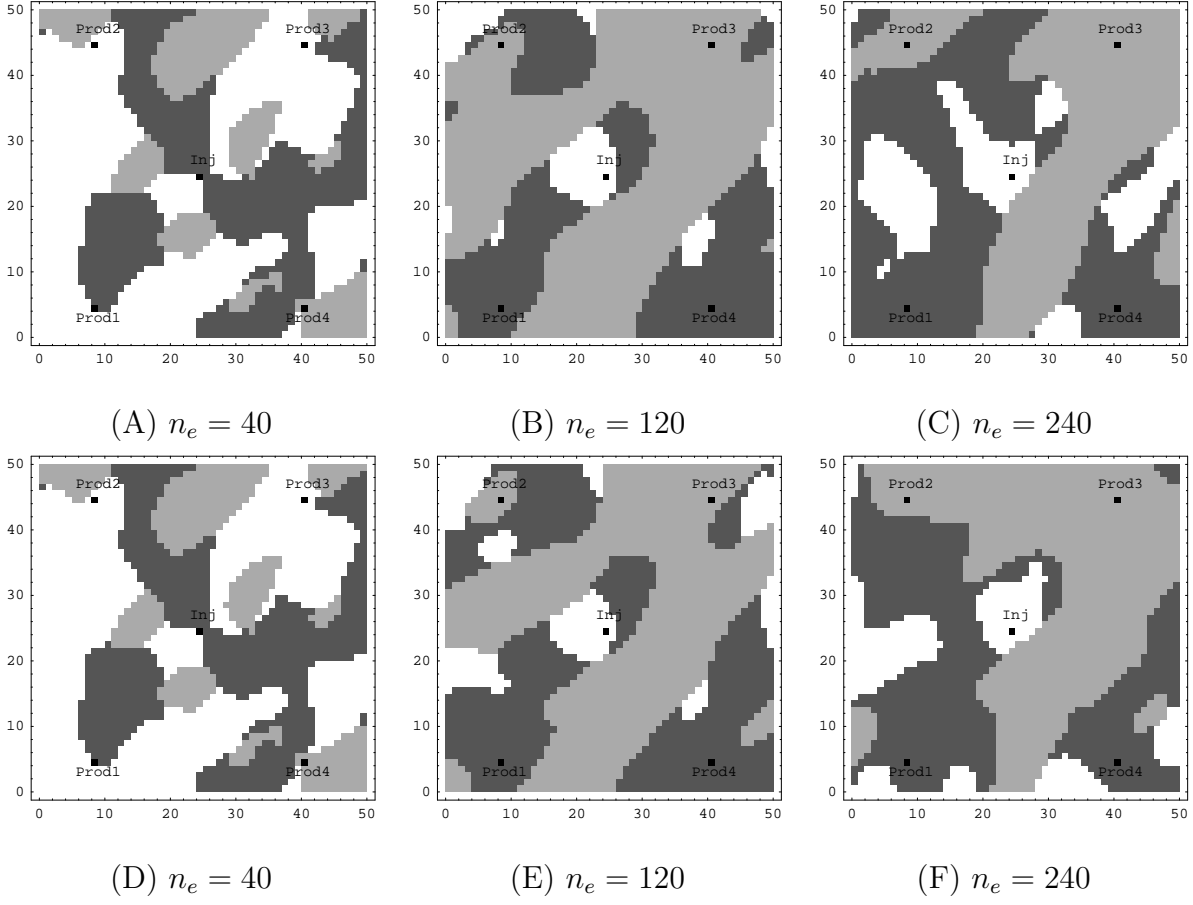 50 50 50
Prod2 Prod3 Prod2 Prod3 Prod2 Prod3
40 40 40
30 30 30
Inj Inj Inj
20 20 20
10 10 10
Prod1 Prod4 Prod1 Prod4 Prod1 Prod4
0 0 0
0 10 20 30 40 50 0 10 20 30 40 50 0 10 20 30 40 50
(A) n_e = 40 (B) n_e = 120 (C) n_e = 240
50 50 50
Prod2 Prod3 Prod2 Prod3 Prod2 Prod3
40 40 40
30 30 30
Inj Inj Inj
20 20 20
10 10 10
Prod1 Prod4 Prod1 Prod4 Prod1 Prod4
0 0 0
0 10 20 30 40 50 0 10 20 30 40 50 0 10 20 30 40 50
(D) n_e = 40 (E) n_e = 120 (F) n_e = 240